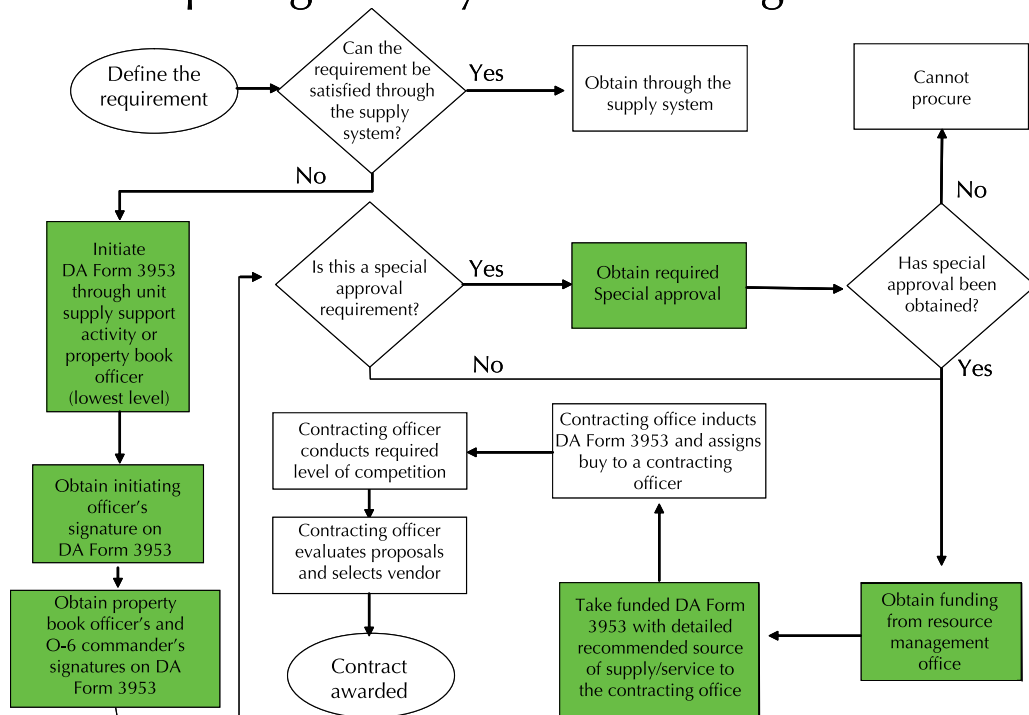 Define the
requirement
Can the
requirement be
satisfied through
the supply
system?
Yes
Obtain through the
supply system
Cannot
procure
No
No
Initiate
DA Form 3953
through unit
supply support
activity or
property book
officer
(lowest level)
Is this a special
approval
requirement?
Yes
Obtain required
Special approval
Has special
approval been
obtained?
No
Yes
Contracting officer
conducts required
level of competition
Contracting office inducts
DA Form 3953 and assigns
buy to a contracting
officer
Obtain initiating
officer's
signature on
DA Form 3953
Contracting officer
evaluates proposals
and selects vendor
Obtain property
book officer's and
O-6 commander's
signatures on DA
Form 3953
Contract
awarded
Take funded DA Form
3953 with detailed
recommended source
of supply/service to
the contracting office
Obtain funding
from resource
management
office